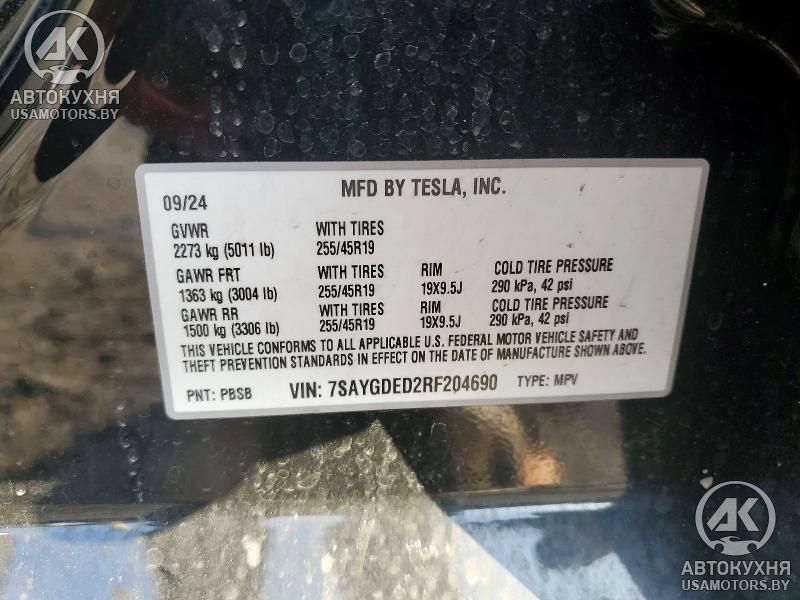 АК
АВТОКУХНЯ
USAMOTORS.BY
MFD BY TESLA, INC.
09/24
GVWR WITH TIRES
2273 kg (5011 lb) 255/45R19
GAWR FRT WITH TIRES RIM COLD TIRE PRESSURE
1363 kg (3004 lb) 255/45R19 19X9.5J 290 kPa, 42 psi
GAWR RR WITH TIRES RIM COLD TIRE PRESSURE
1500 kg (3306 lb) 255/45R19 19X9.5J 290 kPa, 42 psi
THIS VEHICLE CONFORMS TO ALL APPLICABLE U.S. FEDERAL MOTOR VEHICLE SAFETY AND
THEFT PREVENTION STANDARDS IN EFFECT ON THE DATE OF MANUFACTURE SHOWN ABOVE.
PNT: PBSB VIN: 7SAYGDED2RF204690 TYPE: MPV
АК
АВТОКУХНЯ
USAMOTORS.BY